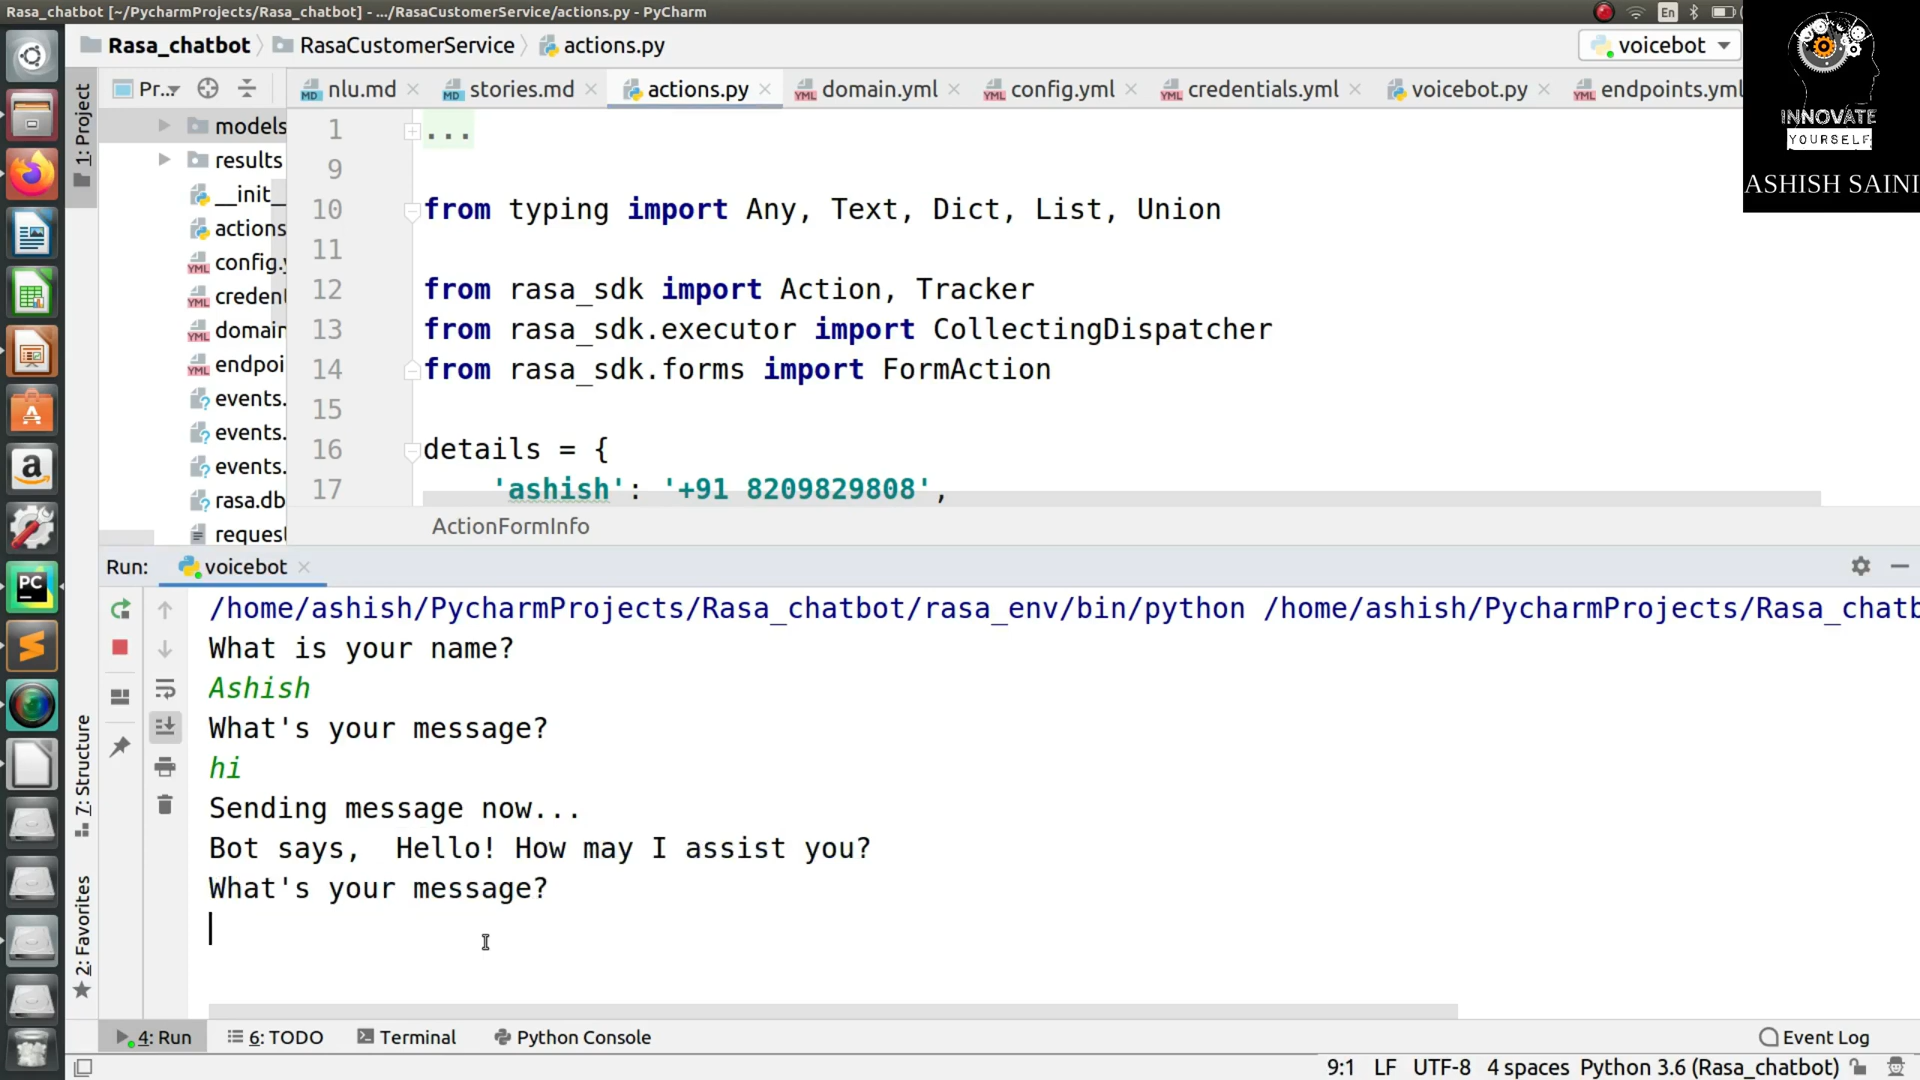 Rasa_chatbot [~/PycharmProjects/Rasa_chatbot] - .../RasaCustomerService/actions.py - PyCharm
En
Rasa_chatbot
RasaCustomerService
actions.py
voicebot
INNOVATE
YOURSELF
ASHISH SAINI
1: Project
Pr...
nlu.md
stories.md
actions.py
domain.yml
config.yml
credentials.yml
voicebot.py
endpoints.yml
models
results
__init_
actions
config.y
creden
domain
endpoi
events.
events.
events.
rasa.db
reques
1 ...
9
10 from typing import Any, Text, Dict, List, Union
11
12 from rasa_sdk import Action, Tracker
13 from rasa_sdk.executor import CollectingDispatcher
14 from rasa_sdk.forms import FormAction
15
16 details = {
17 'ashish': '+91 8209829808',
ActionFormInfo
Run: voicebot
/home/ashish/PycharmProjects/Rasa_chatbot/rasa_env/bin/python /home/ashish/PycharmProjects/Rasa_chatb
What is your name?
Ashish
What's your message?
hi
Sending message now...
Bot says,  Hello! How may I assist you?
What's your message?
7: Structure
2: Favorites
4: Run
6: TODO
Terminal
Python Console
Event Log
9:1 LF UTF-8 4 spaces Python 3.6 (Rasa_chatbot)